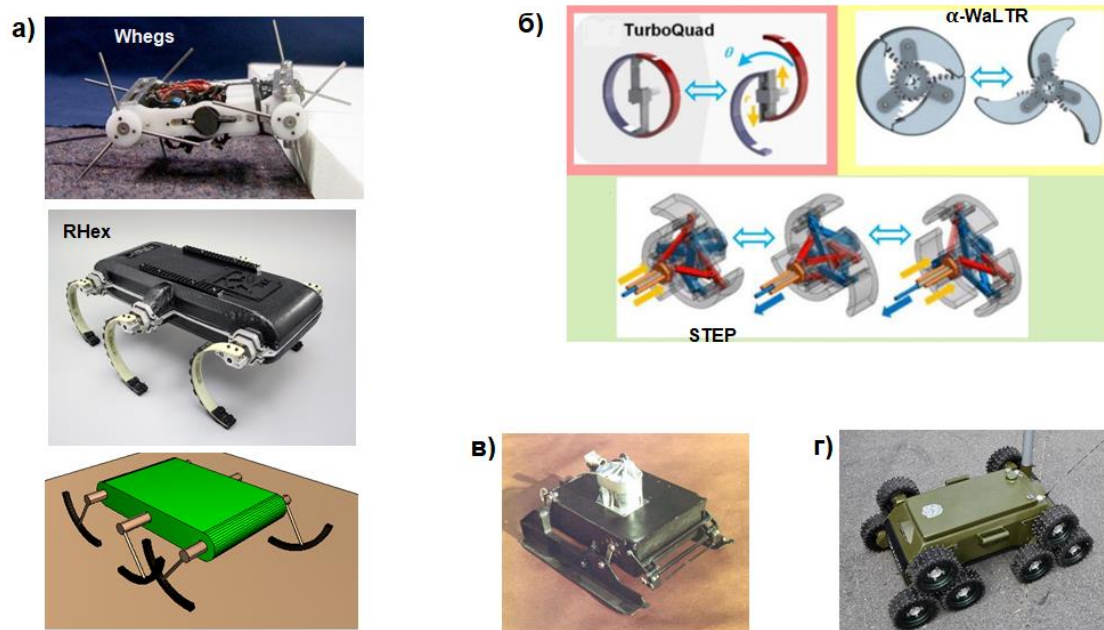 а)
Whegs
RHex
б)
TurboQuad
θ
r
α-WaLTR
STEP
в)
г)